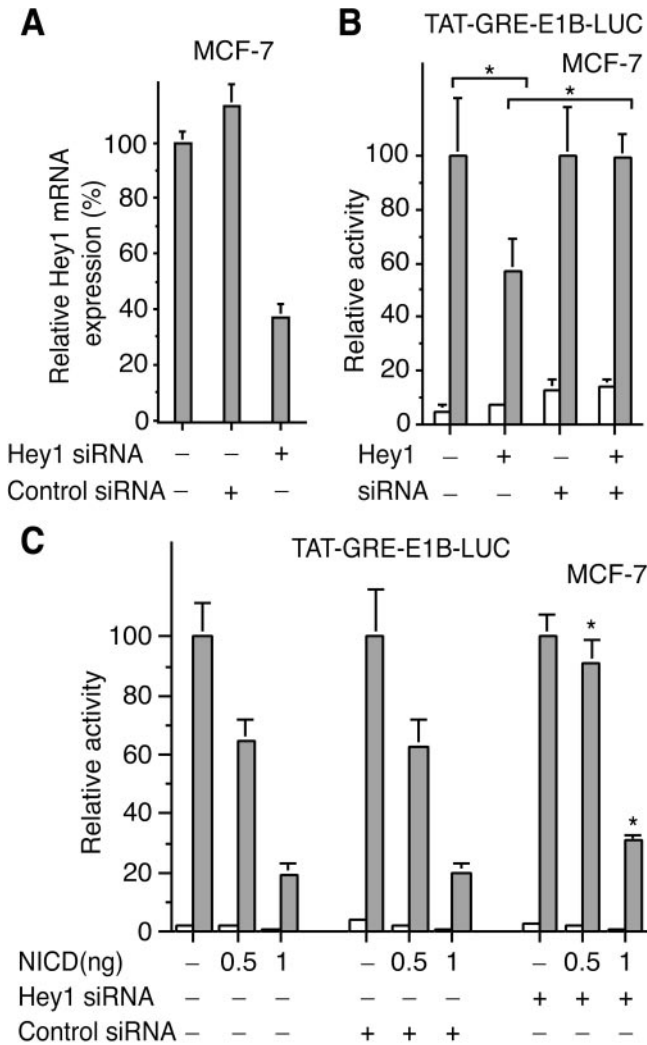 A
MCF-7
Relative Hey1 mRNA
expression (%)
100
80
60
40
20
0
Hey1 siRNA – – +
Control siRNA – + –
B
TAT-GRE-E1B-LUC
MCF-7
* *
Relative activity
100
80
60
40
20
0
Hey1 – + – +
siRNA – – + +
C
TAT-GRE-E1B-LUC
MCF-7
* *
Relative activity
100
80
60
40
20
0
NICD(ng) – 0.5 1 – 0.5 1 – 0.5 1
Hey1 siRNA – – – – – – + + +
Control siRNA – – – + + + – – –